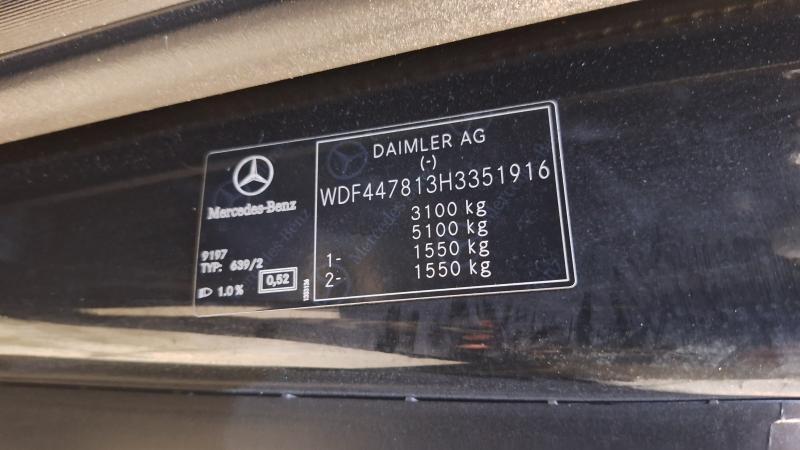 Mercedes-Benz
9197
TYP: 639/2
1.0 %
0,52
DAIMLER AG
(-)
WDF447813H3351916
3100 kg
5100 kg
1- 1550 kg
2- 1550 kg